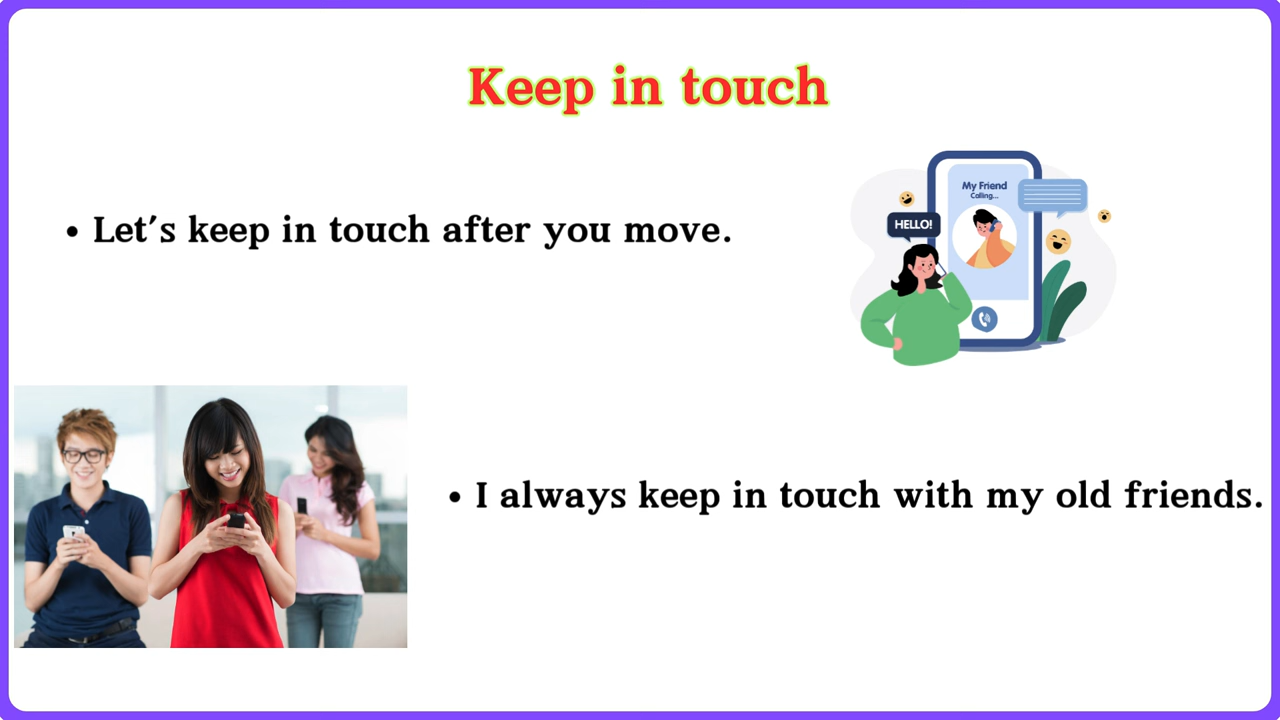 Keep in touch
• Let's keep in touch after you move.
My Friend
Calling...
HELLO!
• I always keep in touch with my old friends.